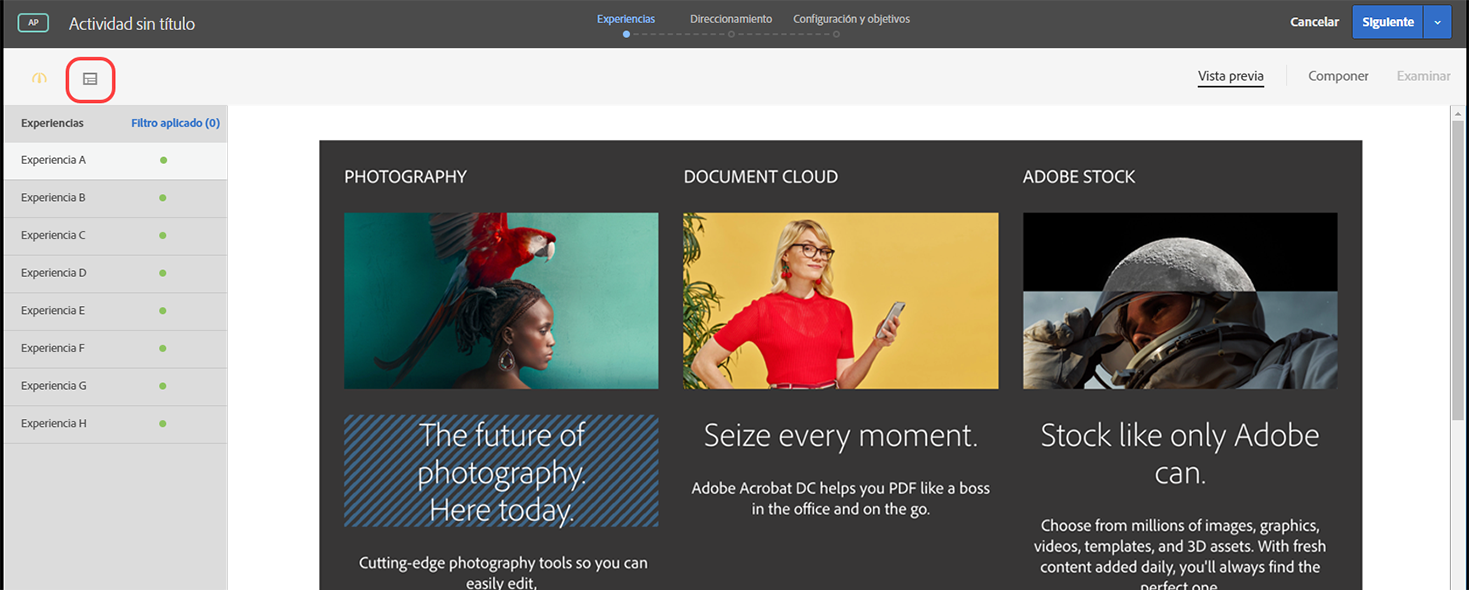 AP
Actividad sin título
Experiencias
Direccionamiento
Configuración y objetivos
Cancelar
Siguiente
Vista previa
Componer
Examinar
Experiencias
Filtro aplicado (0)
Experiencia A
Experiencia B
Experiencia C
Experiencia D
Experiencia E
Experiencia F
Experiencia G
Experiencia H
PHOTOGRAPHY
The future of
photography.
Here today.
Cutting-edge photography tools so you can
easily edit,
DOCUMENT CLOUD
Seize every moment.
Adobe Acrobat DC helps you PDF like a boss
in the office and on the go.
ADOBE STOCK
Stock like only Adobe
can.
Choose from millions of images, graphics,
videos, templates, and 3D assets. With fresh
content added daily, you'll always find the
perfect one